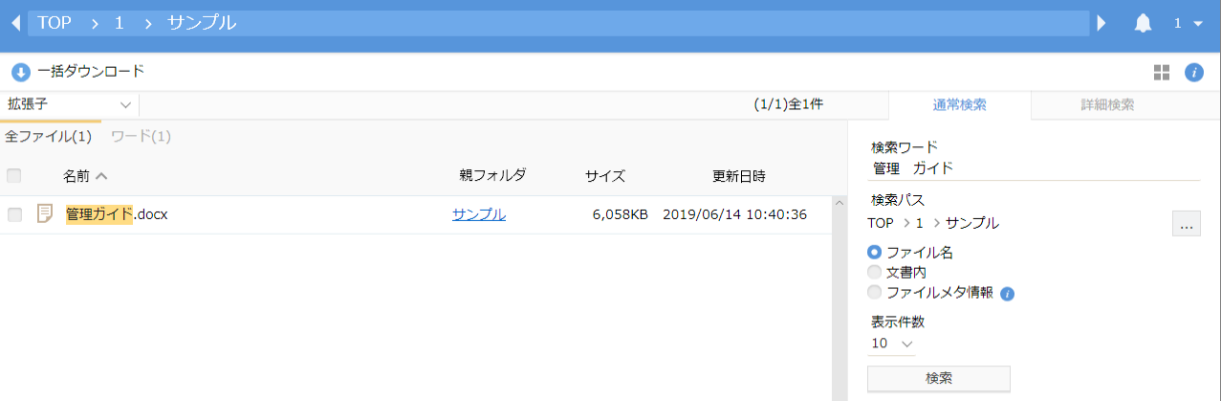 TOP > 1 > サンプル
1
一括ダウンロード
拡張子
(1/1)全1件
通常検索
詳細検索
全ファイル(1) ワード(1)
名前 親フォルダ サイズ 更新日時
管理ガイド.docx サンプル 6,058KB 2019/06/14 10:40:36
検索ワード
管理　ガイド
検索パス
TOP > 1 > サンプル
...
ファイル名
文書内
ファイルメタ情報
表示件数
10
検索